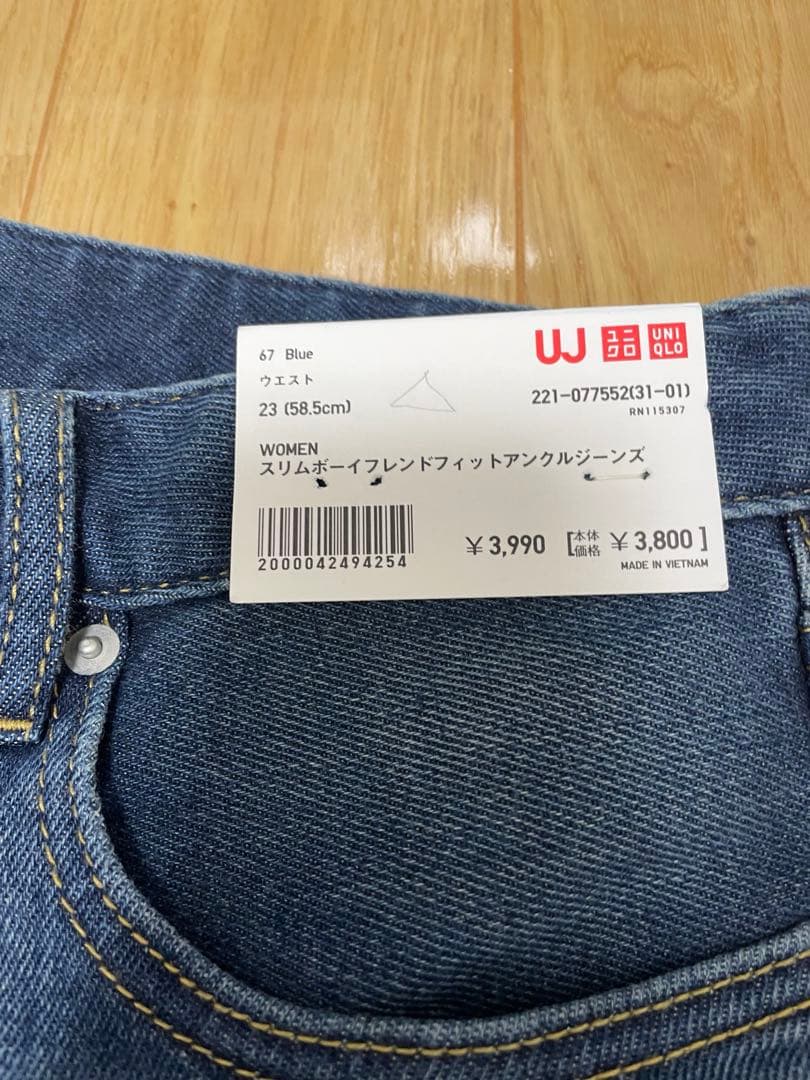 67 Blue
ウエスト
23 (58.5cm)
UJ ユニクロ UNIQLO
221-077552(31-01)
RN115307
WOMEN
スリムボーイフレンドフィットアンクルジーンズ
2000042494254
￥3,990 [本体価格 ￥3,800]
MADE IN VIETNAM